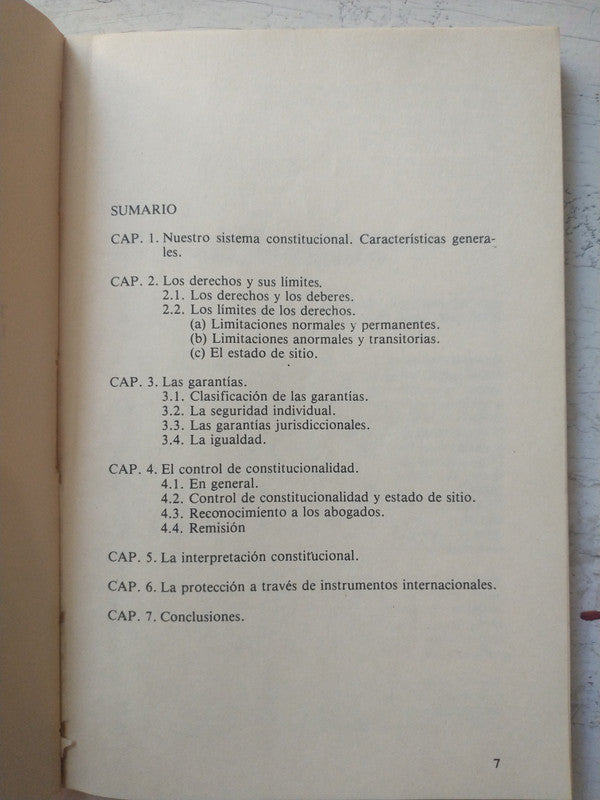 SUMARIO
CAP. 1. Nuestro sistema constitucional. Características genera-
les.
CAP. 2. Los derechos y sus límites.
2.1. Los derechos y los deberes.
2.2. Los límites de los derechos.
(a) Limitaciones normales y permanentes.
(b) Limitaciones anormales y transitorias.
(c) El estado de sitio.
CAP. 3. Las garantías.
3.1. Clasificación de las garantías.
3.2. La seguridad individual.
3.3. Las garantías jurisdiccionales.
3.4. La igualdad.
CAP. 4. El control de constitucionalidad.
4.1. En general.
4.2. Control de constitucionalidad y estado de sitio.
4.3. Reconocimiento a los abogados.
4.4. Remisión
CAP. 5. La interpretación constitucional.
CAP. 6. La protección a través de instrumentos internacionales.
CAP. 7. Conclusiones.
7